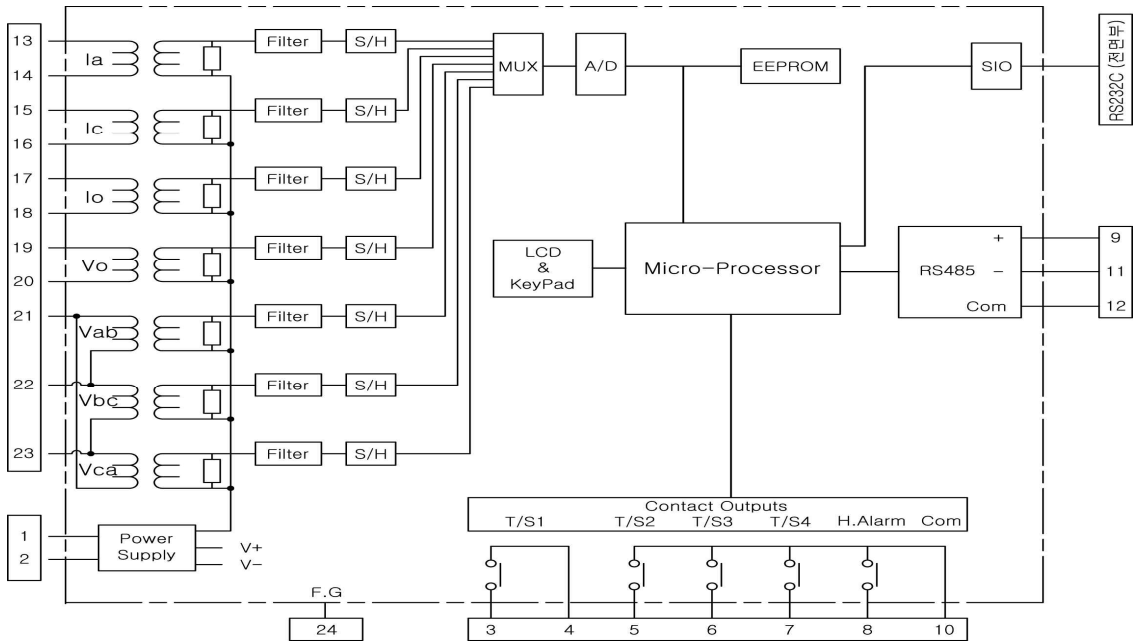 13 Ia Filter S/H
14
MUX A/D EEPROM SIO RS232C (전면부)
15 Ic Filter S/H
16
17 Io Filter S/H
18
19 Vo Filter S/H
20
LCD
&
KeyPad
Micro-Processor
RS485
+ 9
- 11
Com 12
21 Vab Filter S/H
22 Vbc Filter S/H
23 Vca Filter S/H
Contact Outputs
T/S1 T/S2 T/S3 T/S4 H.Alarm Com
1
2
Power
Supply
V+
V-
F.G
24 3 4 5 6 7 8 10